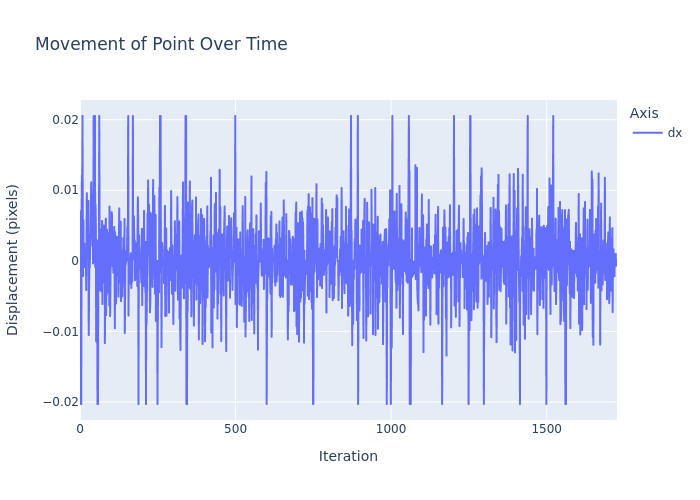 Movement of Point Over Time
Axis
dx
0.02
0.01
0
−0.01
−0.02
0
500
1000
1500
Displacement (pixels)
Iteration